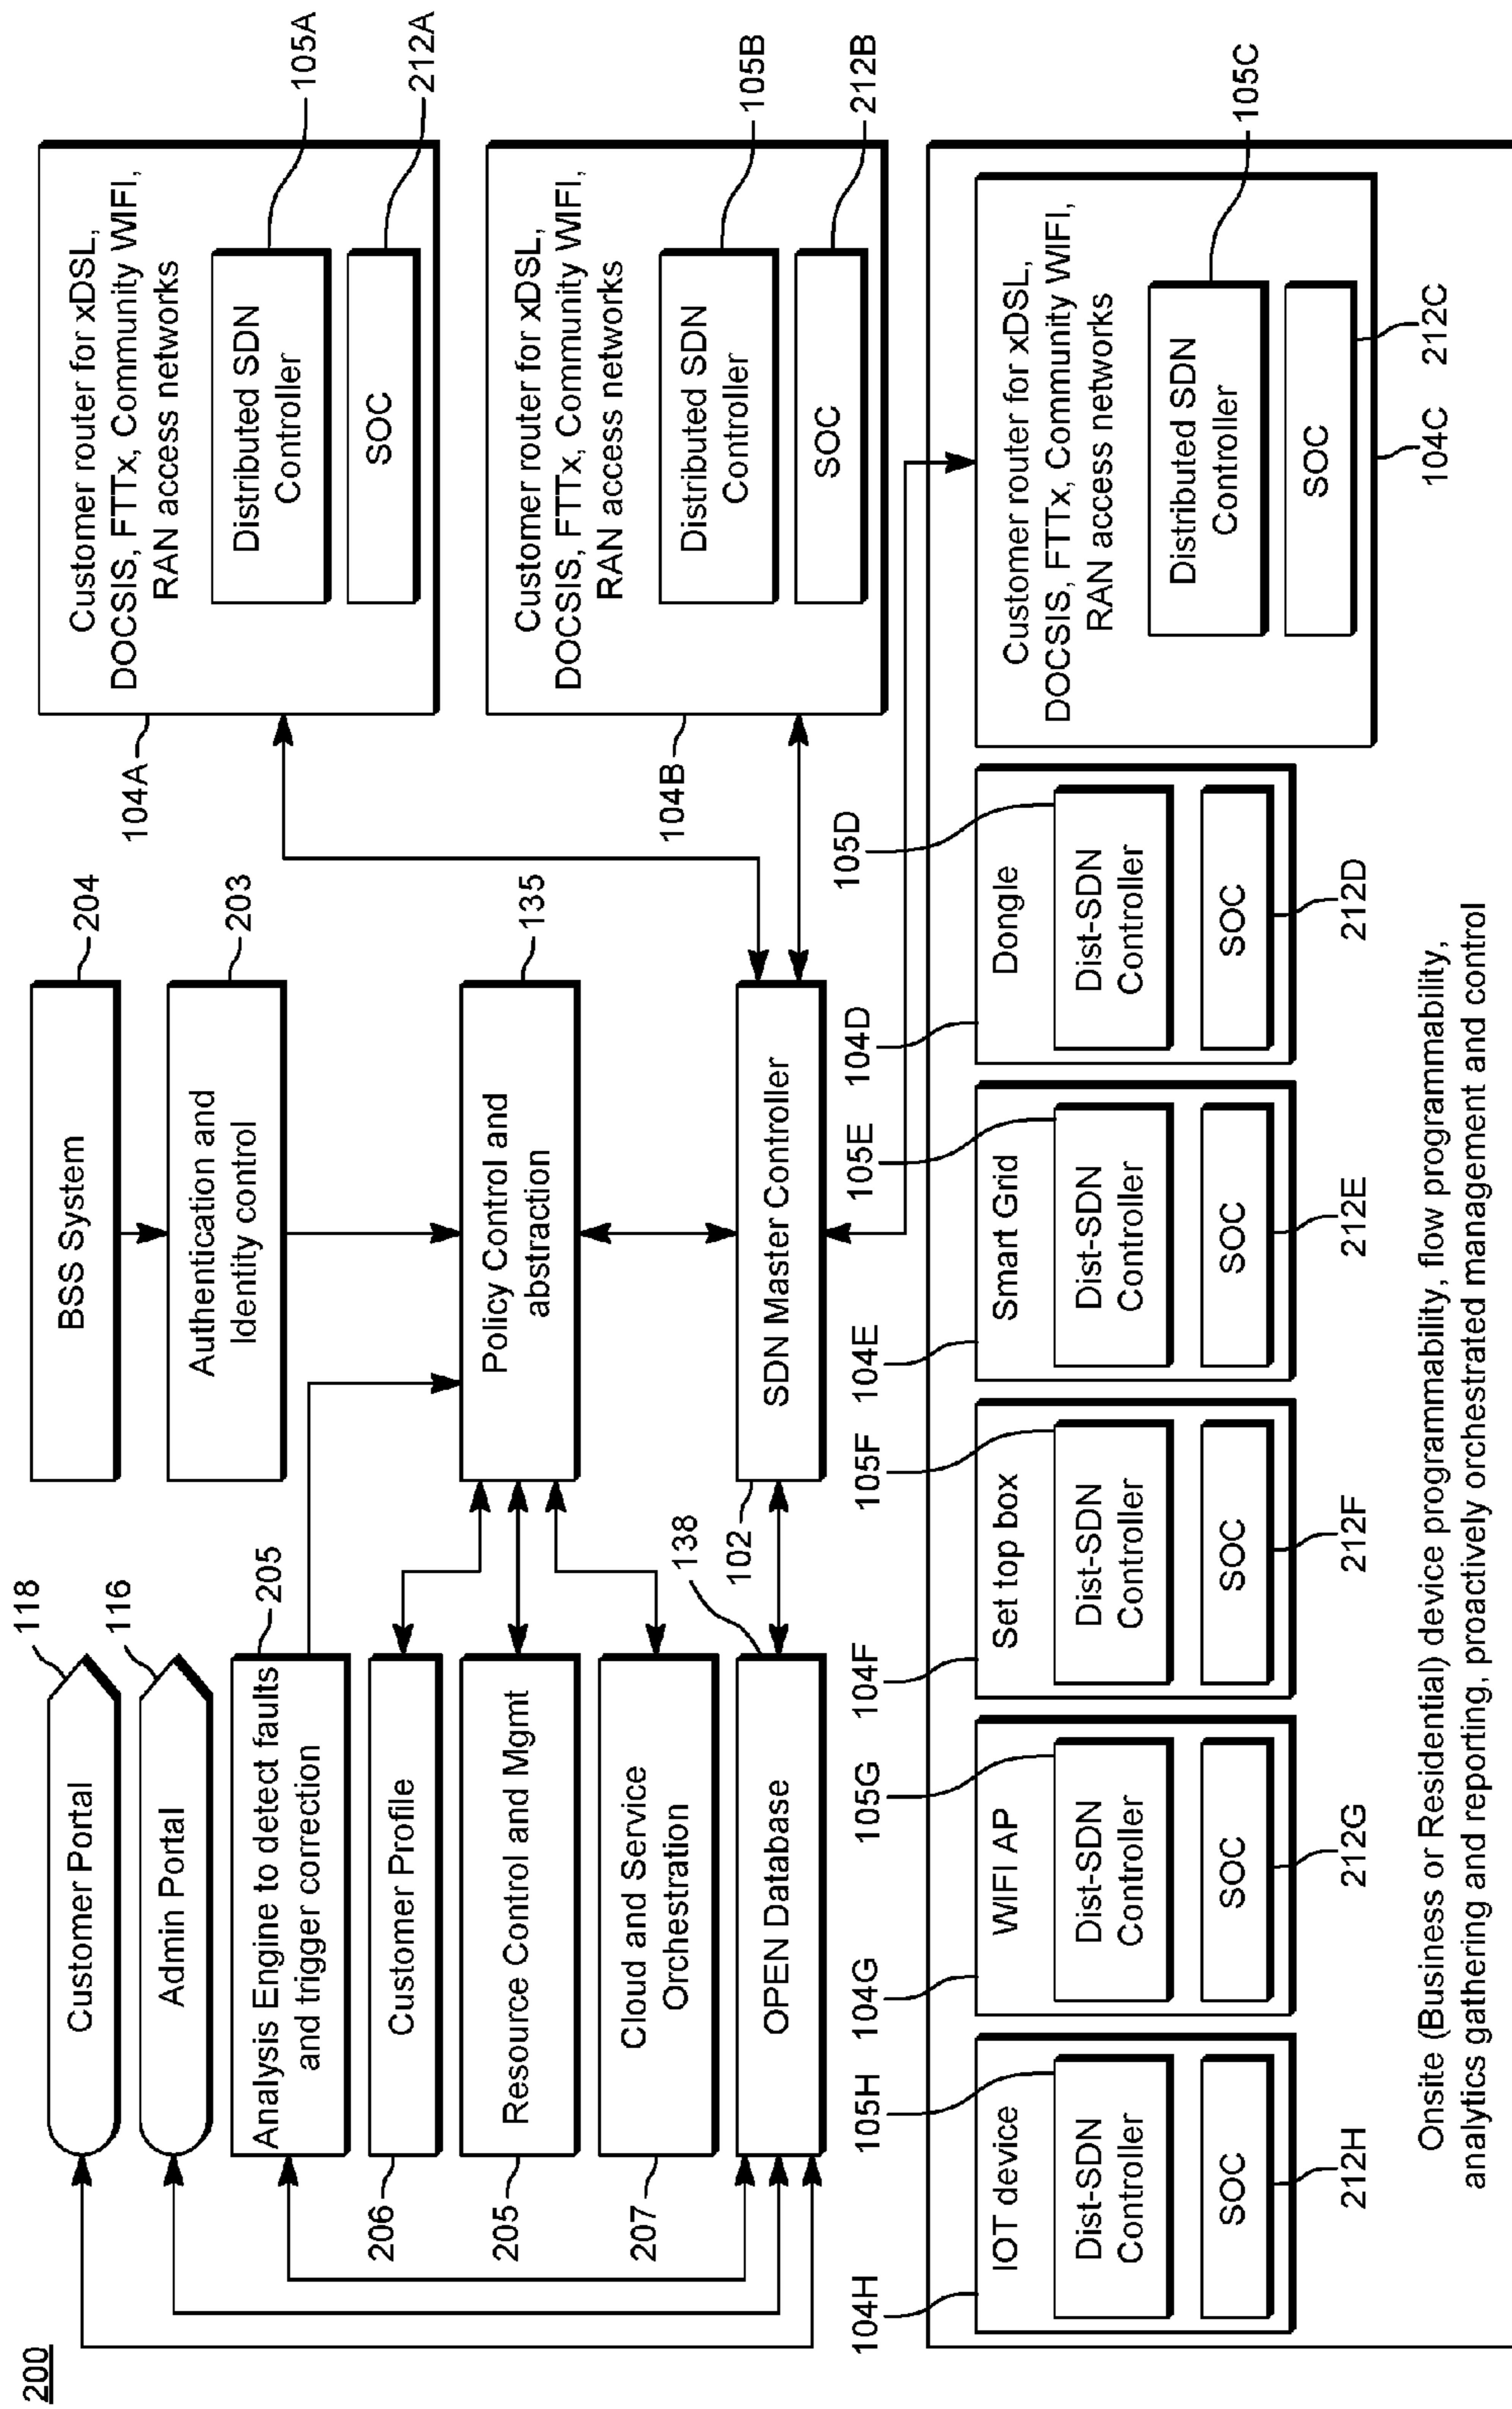 200
Customer Portal
118
Admin Portal
116
Analysis Engine to detect faults
and trigger correction
205
Customer Profile
206
Resource Control and Mgmt
205
Cloud and Service
Orchestration
207
OPEN Database
138
BSS System
204
Authentication and
Identity control
203
Policy Control and
abstraction
135
SDN Master Controller
102
104A
Customer router for xDSL,
DOCSIS, FTTx, Community WIFI,
RAN access networks
Distributed SDN
Controller
SOC
105A
212A
104B
Customer router for xDSL,
DOCSIS, FTTx, Community WIFI,
RAN access networks
Distributed SDN
Controller
SOC
105B
212B
104H
105H
IOT device
Dist-SDN
Controller
SOC
212H
104G
105G
WIFI AP
Dist-SDN
Controller
SOC
212G
104F
105F
Set top box
Dist-SDN
Controller
SOC
212F
104E
105E
Smart Grid
Dist-SDN
Controller
SOC
212E
104D
105D
Dongle
Dist-SDN
Controller
SOC
212D
Customer router for xDSL,
DOCSIS, FTTx, Community WIFI,
RAN access networks
Distributed SDN
Controller
SOC
105C
104C
212C
Onsite (Business or Residential) device programmability, flow programmability,
analytics gathering and reporting, proactively orchestrated management and control